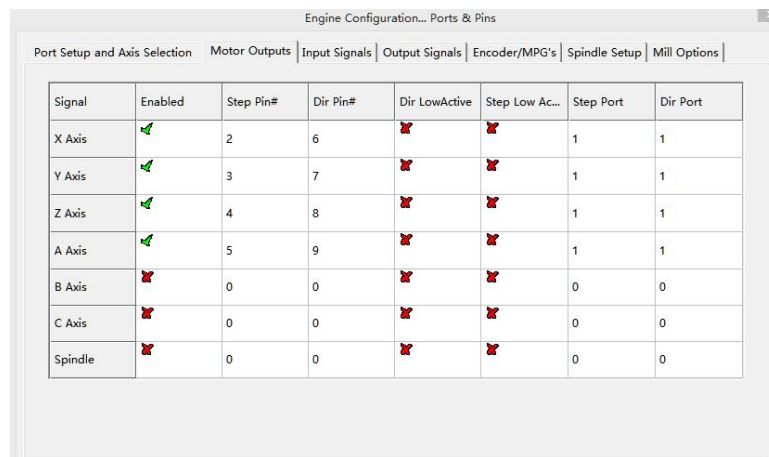 Engine Configuration... Ports & Pins
Port Setup and Axis Selection Motor Outputs Input Signals Output Signals Encoder/MPG's Spindle Setup Mill Options
Signal Enabled Step Pin# Dir Pin# Dir LowActive Step Low Ac... Step Port Dir Port
X Axis 2 6 1 1
Y Axis 3 7 1 1
Z Axis 4 8 1 1
A Axis 5 9 1 1
B Axis 0 0 0 0
C Axis 0 0 0 0
Spindle 0 0 0 0